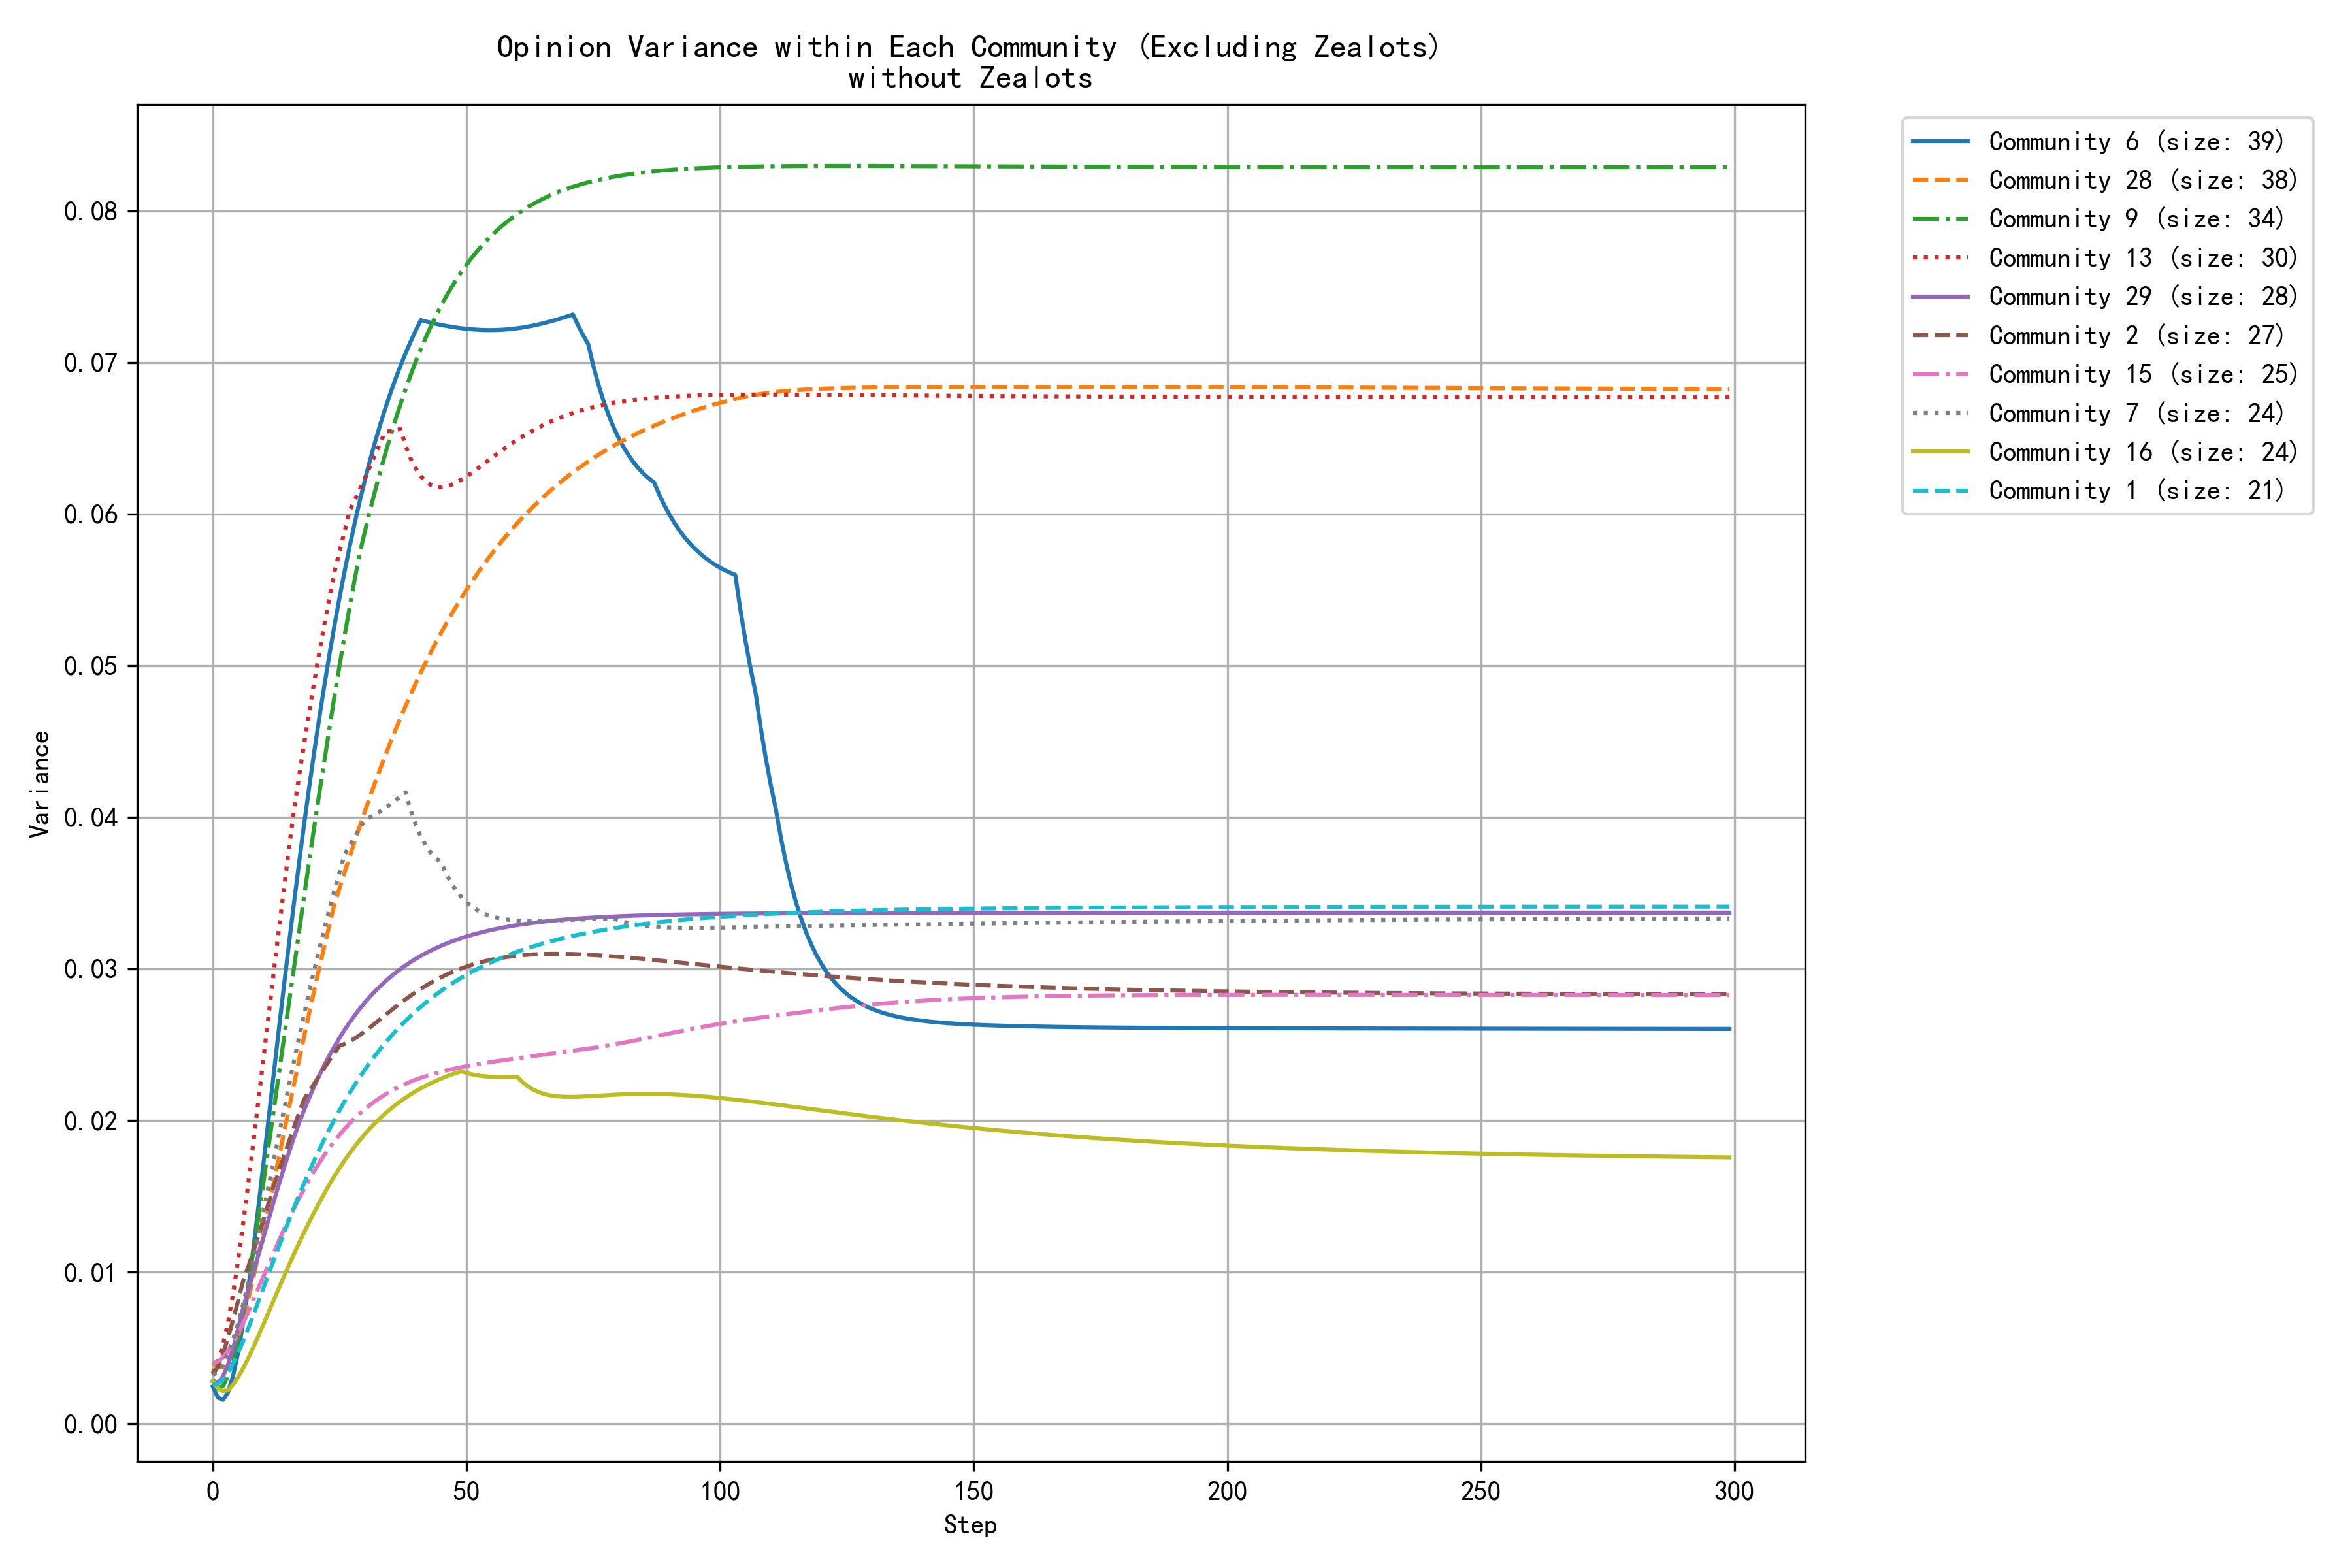 Opinion Variance within Each Community (Excluding Zealots)
without Zealots
Variance
0.08
0.07
0.06
0.05
0.04
0.03
0.02
0.01
0.00
0 50 100 150 200 250 300
Step
Community 6 (size: 39)
Community 28 (size: 38)
Community 9 (size: 34)
Community 13 (size: 30)
Community 29 (size: 28)
Community 2 (size: 27)
Community 15 (size: 25)
Community 7 (size: 24)
Community 16 (size: 24)
Community 1 (size: 21)